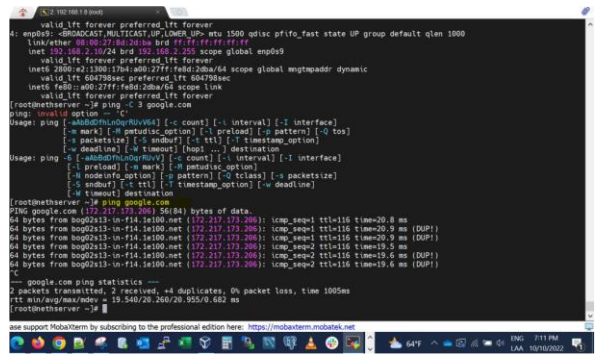 2. 192.168.1.8 (root)
valid_lft forever preferred_lft forever
4: enp0s9: <BROADCAST,MULTICAST,UP,LOWER_UP> mtu 1500 qdisc pfifo_fast state UP group default qlen 1000
link/ether 08:00:27:8d:2d:ba brd ff:ff:ff:ff:ff:ff
inet 192.168.2.10/24 brd 192.168.2.255 scope global enp0s9
valid_lft forever preferred_lft forever
inet6 2800:e2:1300:17b4:a00:27ff:fe8d:2dba/64 scope global mngtmpaddr dynamic
valid_lft 604798sec preferred_lft 604798sec
inet6 fe80::a00:27ff:fe8d:2dba/64 scope link
valid_lft forever preferred_lft forever
[root@nethserver ~]# ping -C 3 google.com
ping: invalid option -- 'C'
Usage: ping [-aAbBdDfhLnOqrRUvV64] [-c count] [-i interval] [-I interface]
[-m mark] [-M pmtudisc_option] [-l preload] [-p pattern] [-Q tos]
[-s packetsize] [-S sndbuf] [-t ttl] [-T timestamp_option]
[-w deadline] [-W timeout] [hop1 ...] destination
Usage: ping -6 [-aAbBdDfhLnOqrRUvV] [-c count] [-i interval] [-I interface]
[-l preload] [-m mark] [-M pmtudisc_option]
[-N nodeinfo_option] [-p pattern] [-Q tclass] [-s packetsize]
[-S sndbuf] [-t ttl] [-T timestamp_option] [-w deadline]
[-W timeout] destination
[root@nethserver ~]# ping google.com
PING google.com (172.217.173.206) 56(84) bytes of data.
64 bytes from bog02s13-in-f14.1e100.net (172.217.173.206): icmp_seq=1 ttl=116 time=20.8 ms
64 bytes from bog02s13-in-f14.1e100.net (172.217.173.206): icmp_seq=1 ttl=116 time=20.9 ms (DUP!)
64 bytes from bog02s13-in-f14.1e100.net (172.217.173.206): icmp_seq=1 ttl=116 time=20.9 ms (DUP!)
64 bytes from bog02s13-in-f14.1e100.net (172.217.173.206): icmp_seq=2 ttl=116 time=19.5 ms
64 bytes from bog02s13-in-f14.1e100.net (172.217.173.206): icmp_seq=2 ttl=116 time=19.6 ms (DUP!)
64 bytes from bog02s13-in-f14.1e100.net (172.217.173.206): icmp_seq=2 ttl=116 time=19.6 ms (DUP!)
^C
--- google.com ping statistics ---
2 packets transmitted, 2 received, +4 duplicates, 0% packet loss, time 1005ms
rtt min/avg/max/mdev = 19.540/20.260/20.955/0.682 ms
[root@nethserver ~]#
ase support MobaXterm by subscribing to the professional edition here: https://mobaxterm.mobatek.net
64°F
ENG 7:11 PM
LAA 10/10/2022
3